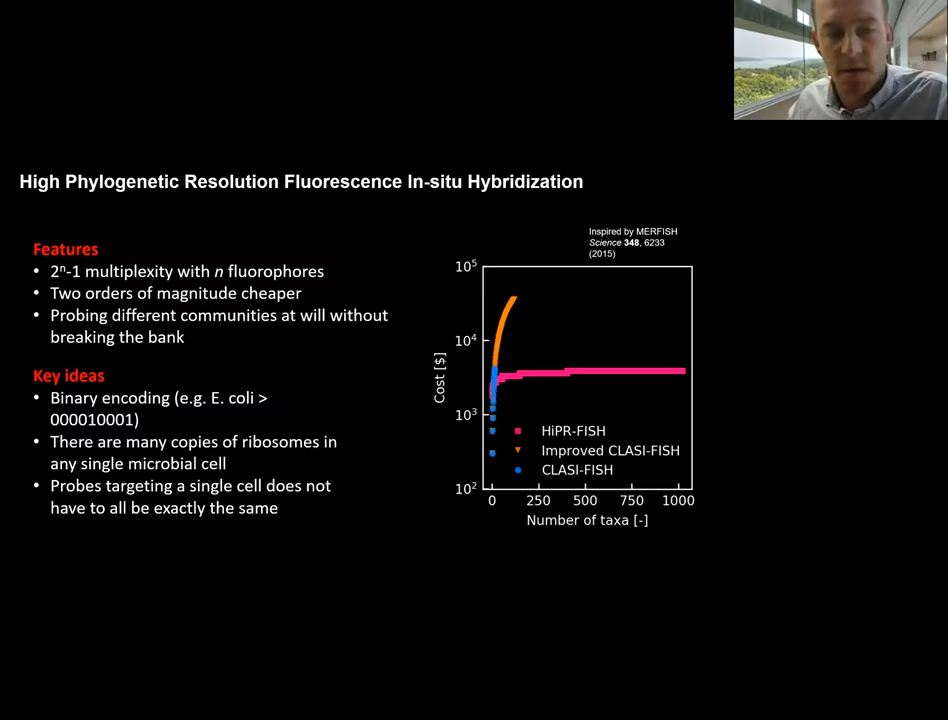 High Phylogenetic Resolution Fluorescence In-situ Hybridization
Features
• 2ⁿ-1 multiplexity with n fluorophores
• Two orders of magnitude cheaper
• Probing different communities at will without
breaking the bank
Key ideas
• Binary encoding (e.g. E. coli >
000010001)
• There are many copies of ribosomes in
any single microbial cell
• Probes targeting a single cell does not
have to all be exactly the same
Inspired by MERFISH
Science 348, 6233
(2015)
10⁵
10⁴
10³
10²
Cost [$]
HiPR-FISH
Improved CLASI-FISH
CLASI-FISH
0 250 500 750 1000
Number of taxa [-]